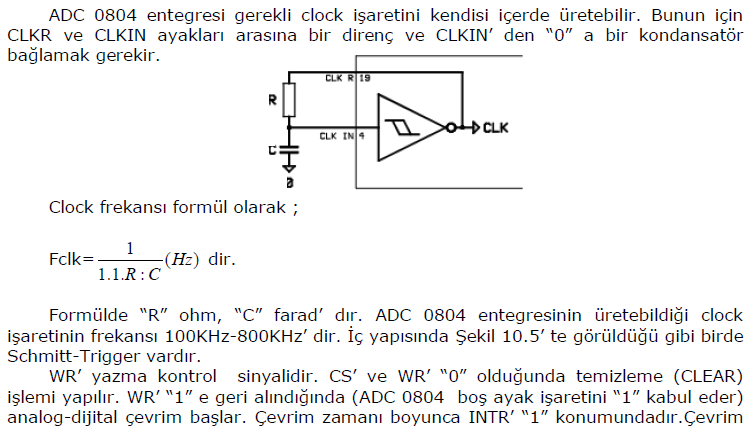 ADC 0804 entegresi gerekli clock işaretini kendisi içerde üretebilir. Bunun için
CLKR ve CLKIN ayakları arasına bir direnç ve CLKIN’ den “0” a bir kondansatör
bağlamak gerekir.
CLK R 19
R
CLK IN 4
CLK
C
0
Clock frekansı formül olarak ;
Fclk= 1 / 1.1.R : C (Hz) dir.
Formülde “R” ohm, “C” farad’ dır. ADC 0804 entegresinin üretebildiği clock
işaretinin frekansı 100KHz-800KHz’ dir. İç yapısında Şekil 10.5’ te görüldüğü gibi birde
Schmitt-Trigger vardır.
WR’ yazma kontrol sinyalidir. CS’ ve WR’ “0” olduğunda temizleme (CLEAR)
işlemi yapılır. WR’ “1” e geri alındığında (ADC 0804 boş ayak işaretini “1” kabul eder)
analog-dijital çevrim başlar. Çevrim zamanı boyunca INTR’ “1” konumundadır.Çevrim